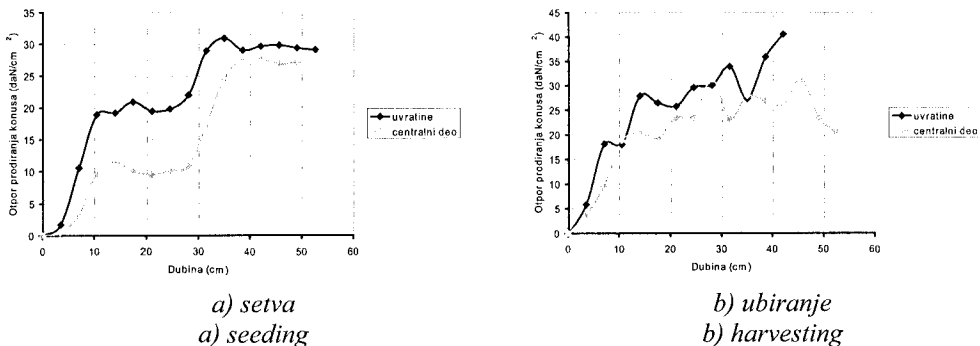 35
30
25
20
15
10
5
0
Otpor prodiranja konusa (daN/cm²)
0 10 20 30 40 50 60
Dubina (cm)
uvratine
centralni deo
a) setva
a) seeding
45
40
35
30
25
20
15
10
5
0
Otpor prodiranja konusa (daN/cm²)
0 10 20 30 40 50 60
Dubina (cm)
uvratine
centralni deo
b) ubiranje
b) harvesting